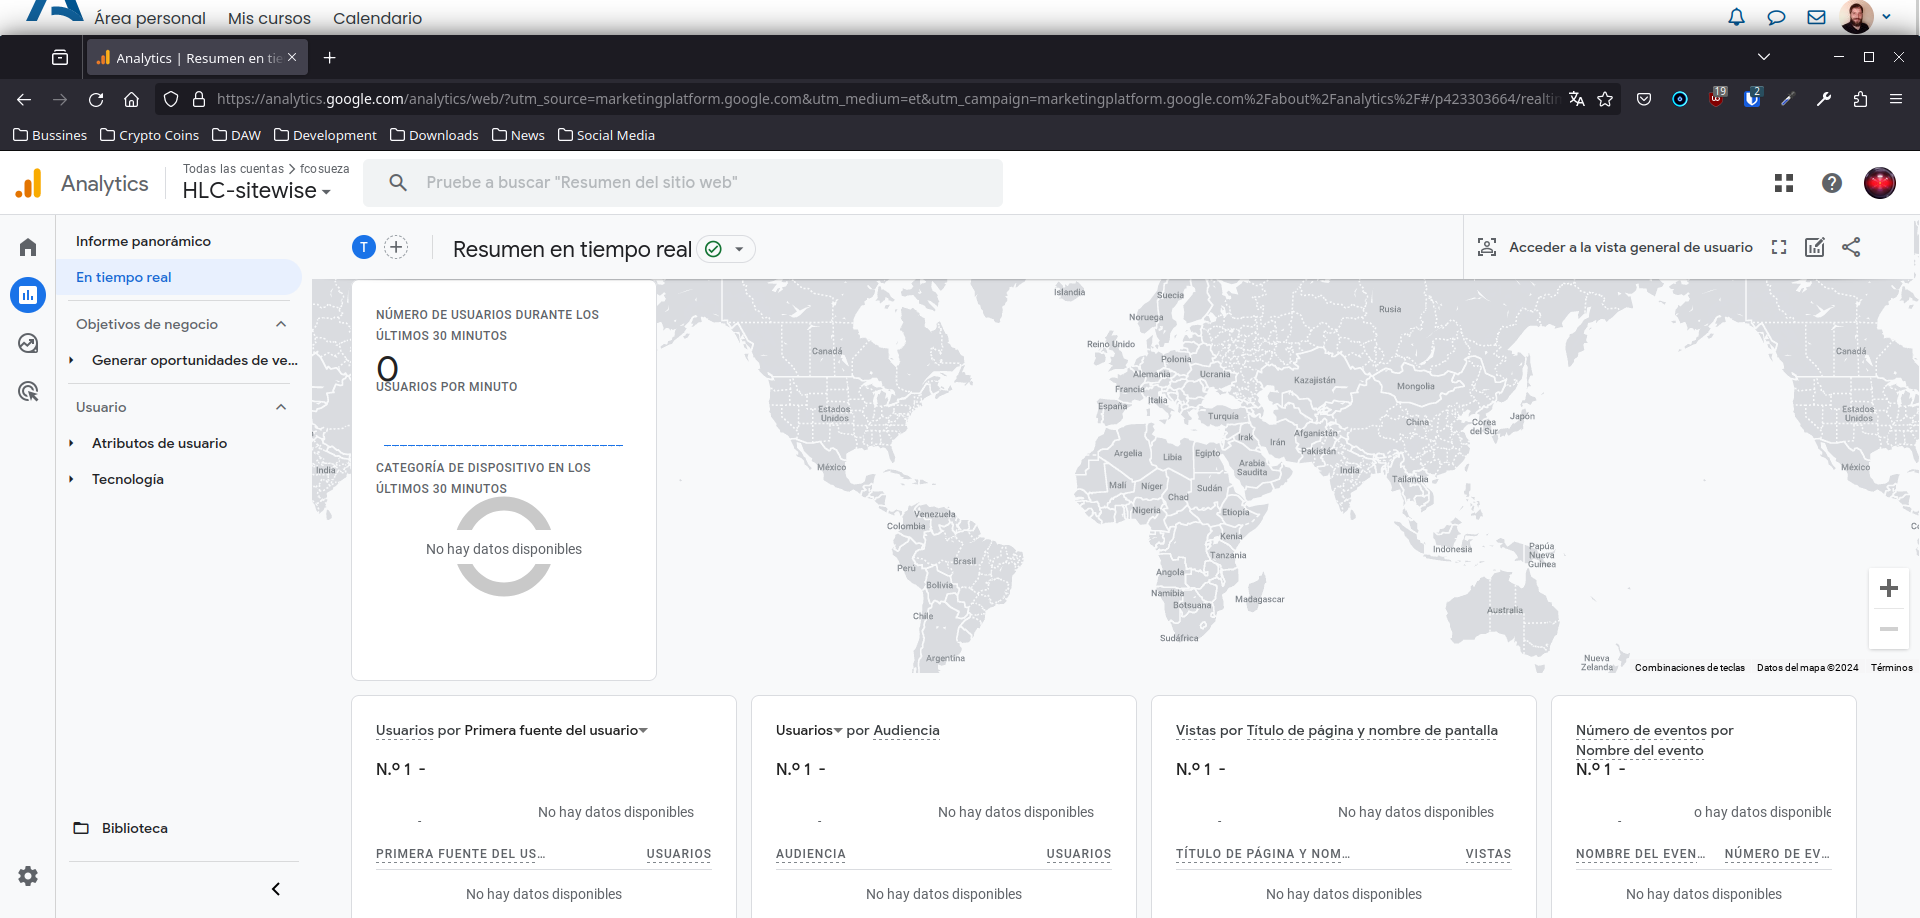 Área personal Mis cursos Calendario
Analytics | Resumen en tie
https://analytics.google.com/analytics/web/?utm_source=marketingplatform.google.com&utm_medium=et&utm_campaign=marketingplatform.google.com%2Fabout%2Fanalytics%2F#/p423303664/realtin
19
2
Bussines Crypto Coins DAW Development Downloads News Social Media
Analytics
Todas las cuentas > fcosueza
HLC-sitewise
Pruebe a buscar "Resumen del sitio web"
Informe panorámico
En tiempo real
Objetivos de negocio
Generar oportunidades de ve...
Usuario
Atributos de usuario
Tecnología
Biblioteca
T
Resumen en tiempo real
Acceder a la vista general de usuario
NÚMERO DE USUARIOS DURANTE LOS
ÚLTIMOS 30 MINUTOS
0
USUARIOS POR MINUTO
CATEGORÍA DE DISPOSITIVO EN LOS
ÚLTIMOS 30 MINUTOS
No hay datos disponibles
Islandia
Suecia
Noruega
Rusia
Reino Unido
Canadá
Canadá
Polonia
Alemania
Ucrania
Francia
Kazajistán
Mongolia
Italia
España
Estados
Unidos
Turquía
Japón
Estados
Unidos
China
Corea
del Sur
Irak
Irán
Afganistán
Pakistán
Argelia
Libia
Egipto
Arabia
Saudita
India
México
India
México
Tailandia
Malí
Níger
Chad
Sudán
Nigeria
Etiopía
Venezuela
Colombia
Co
Kenia
Tanzania
Indonesia
Papúa
Nueva
Guinea
Brasil
Perú
Angola
Bolivia
Namibia
Botsuana
Madagascar
Australia
Chile
Sudáfrica
Argentina
Nueva
Zelanda
Combinaciones de teclas Datos del mapa ©2024 Términos
Usuarios por Primera fuente del usuario
N.º 1 -
-
No hay datos disponibles
PRIMERA FUENTE DEL US... USUARIOS
No hay datos disponibles
Usuarios por Audiencia
N.º 1 -
-
No hay datos disponibles
AUDIENCIA USUARIOS
No hay datos disponibles
Vistas por Título de página y nombre de pantalla
N.º 1 -
-
No hay datos disponibles
TÍTULO DE PÁGINA Y NOM... VISTAS
No hay datos disponibles
Número de eventos por
Nombre del evento
N.º 1 -
-
o hay datos disponible
NOMBRE DEL EVEN... NÚMERO DE EV...
No hay datos disponibles